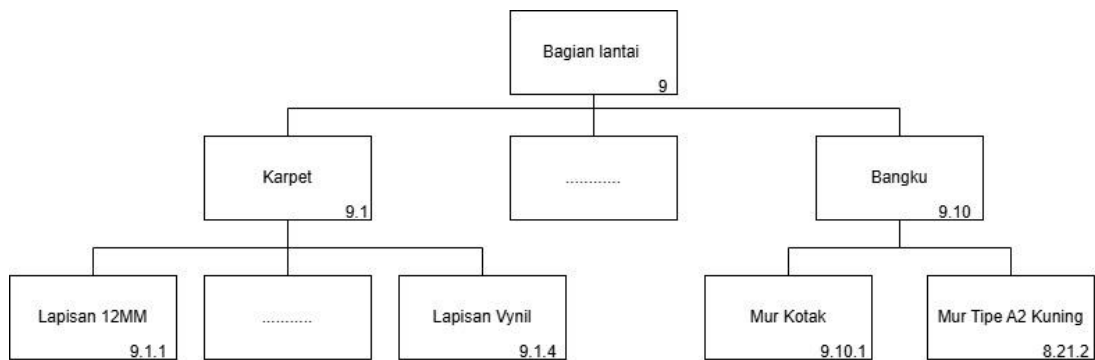 Bagian lantai
9
Karpet
9.1
............
Bangku
9.10
Lapisan 12MM
9.1.1
...........
Lapisan Vynil
9.1.4
Mur Kotak
9.10.1
Mur Tipe A2 Kuning
8.21.2